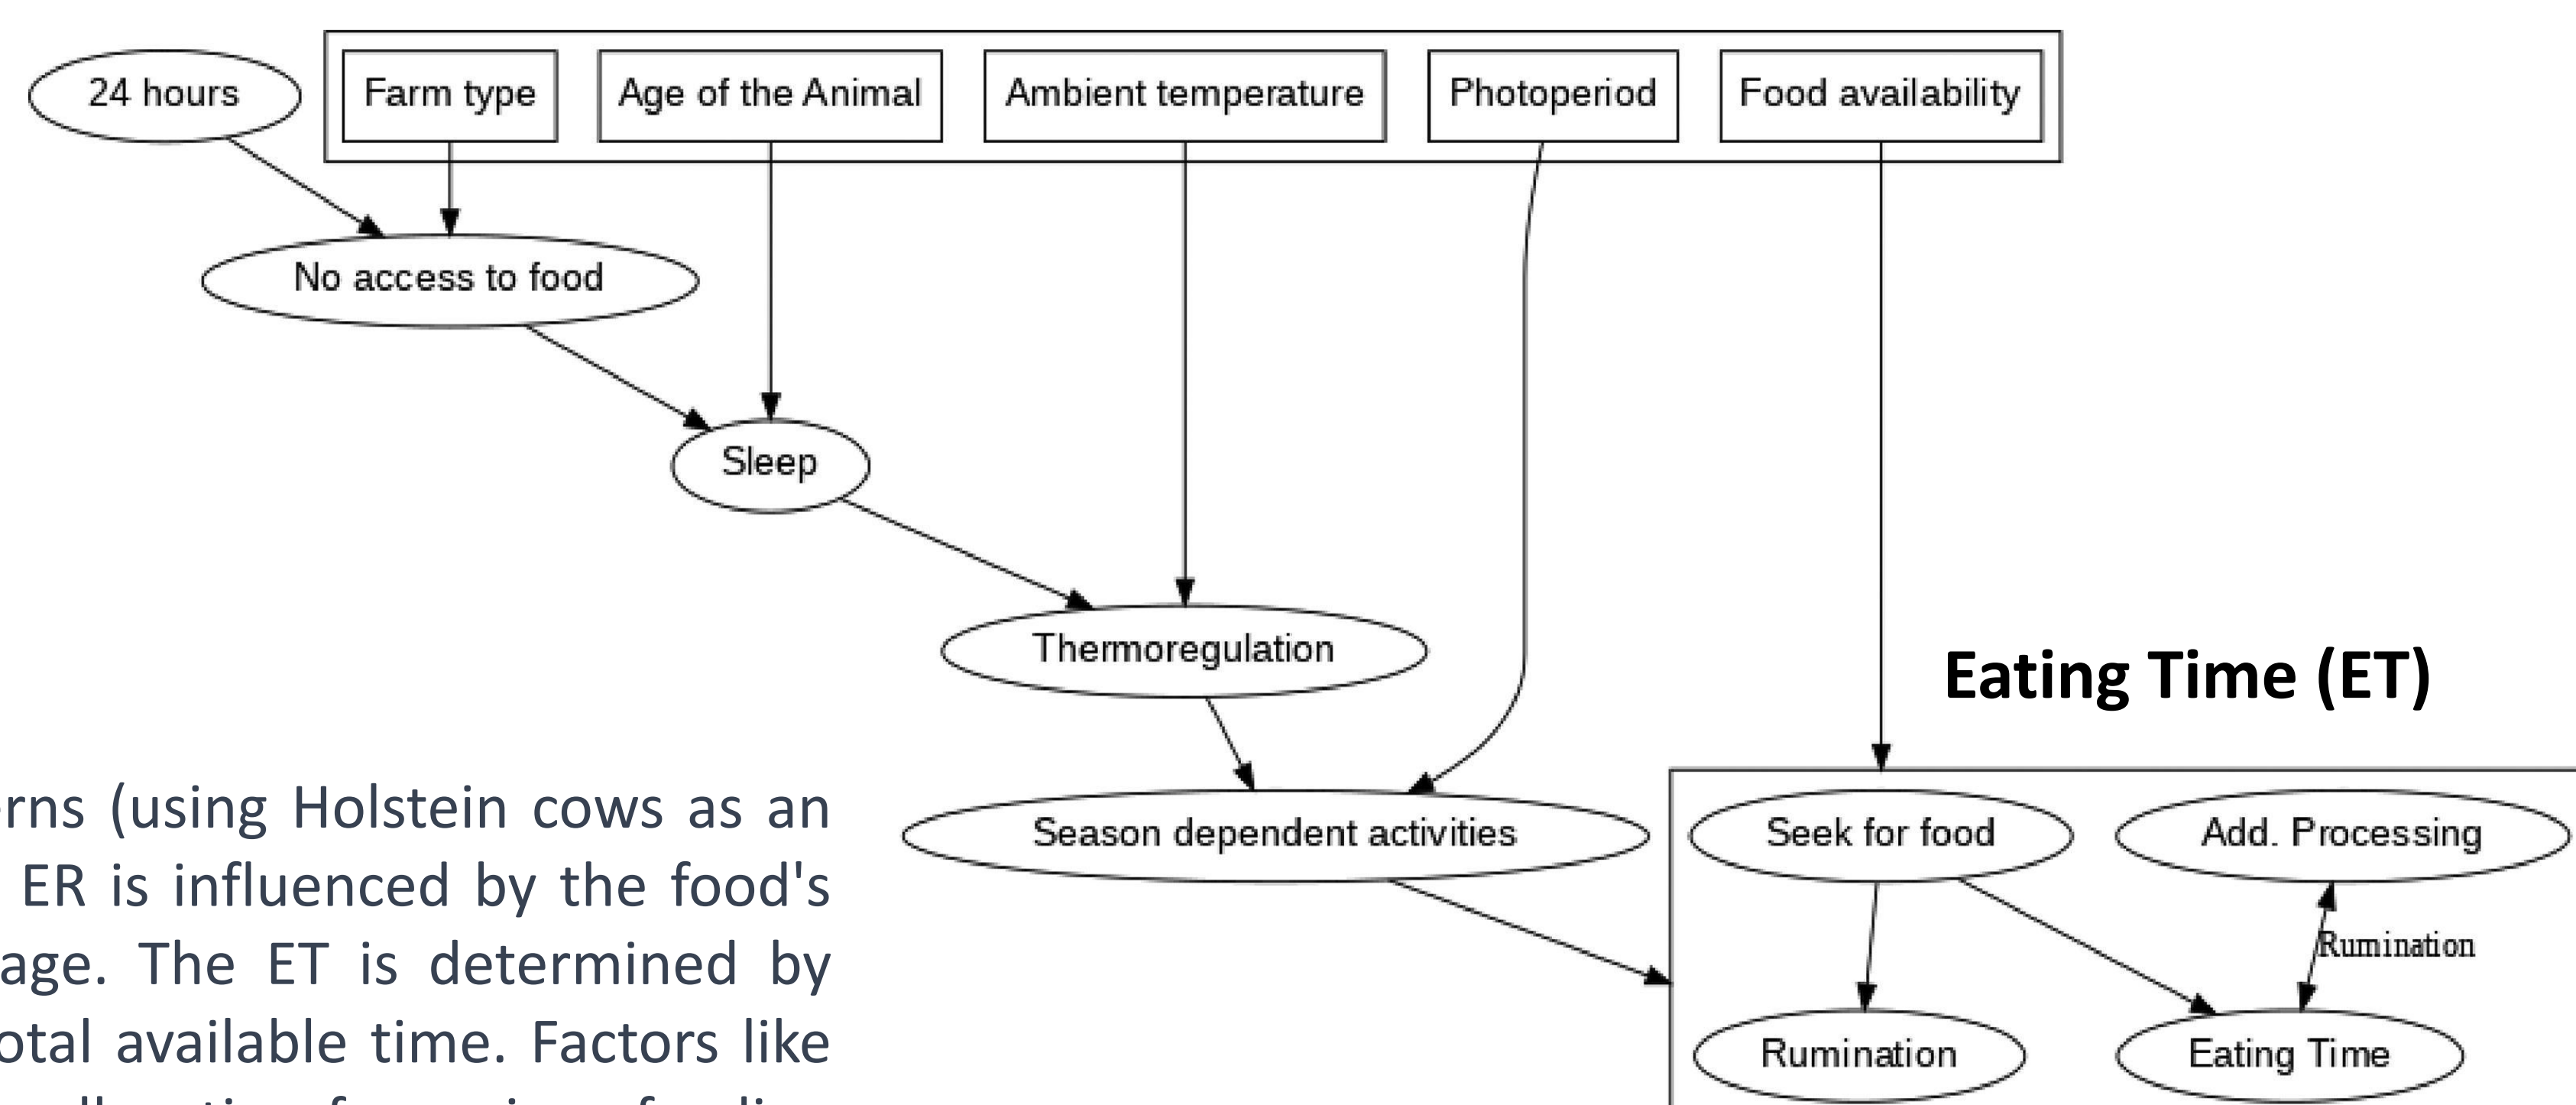 24 hours
Farm type
Age of the Animal
Ambient temperature
Photoperiod
Food availability
No access to food
Sleep
Thermoregulation
Eating Time (ET)
Season dependent activities
Seek for food
Add. Processing
Rumination
Rumination
Eating Time
(using Holstein cows as an
ER is influenced by the food's
age. The ET is determined by
available time. Factors like